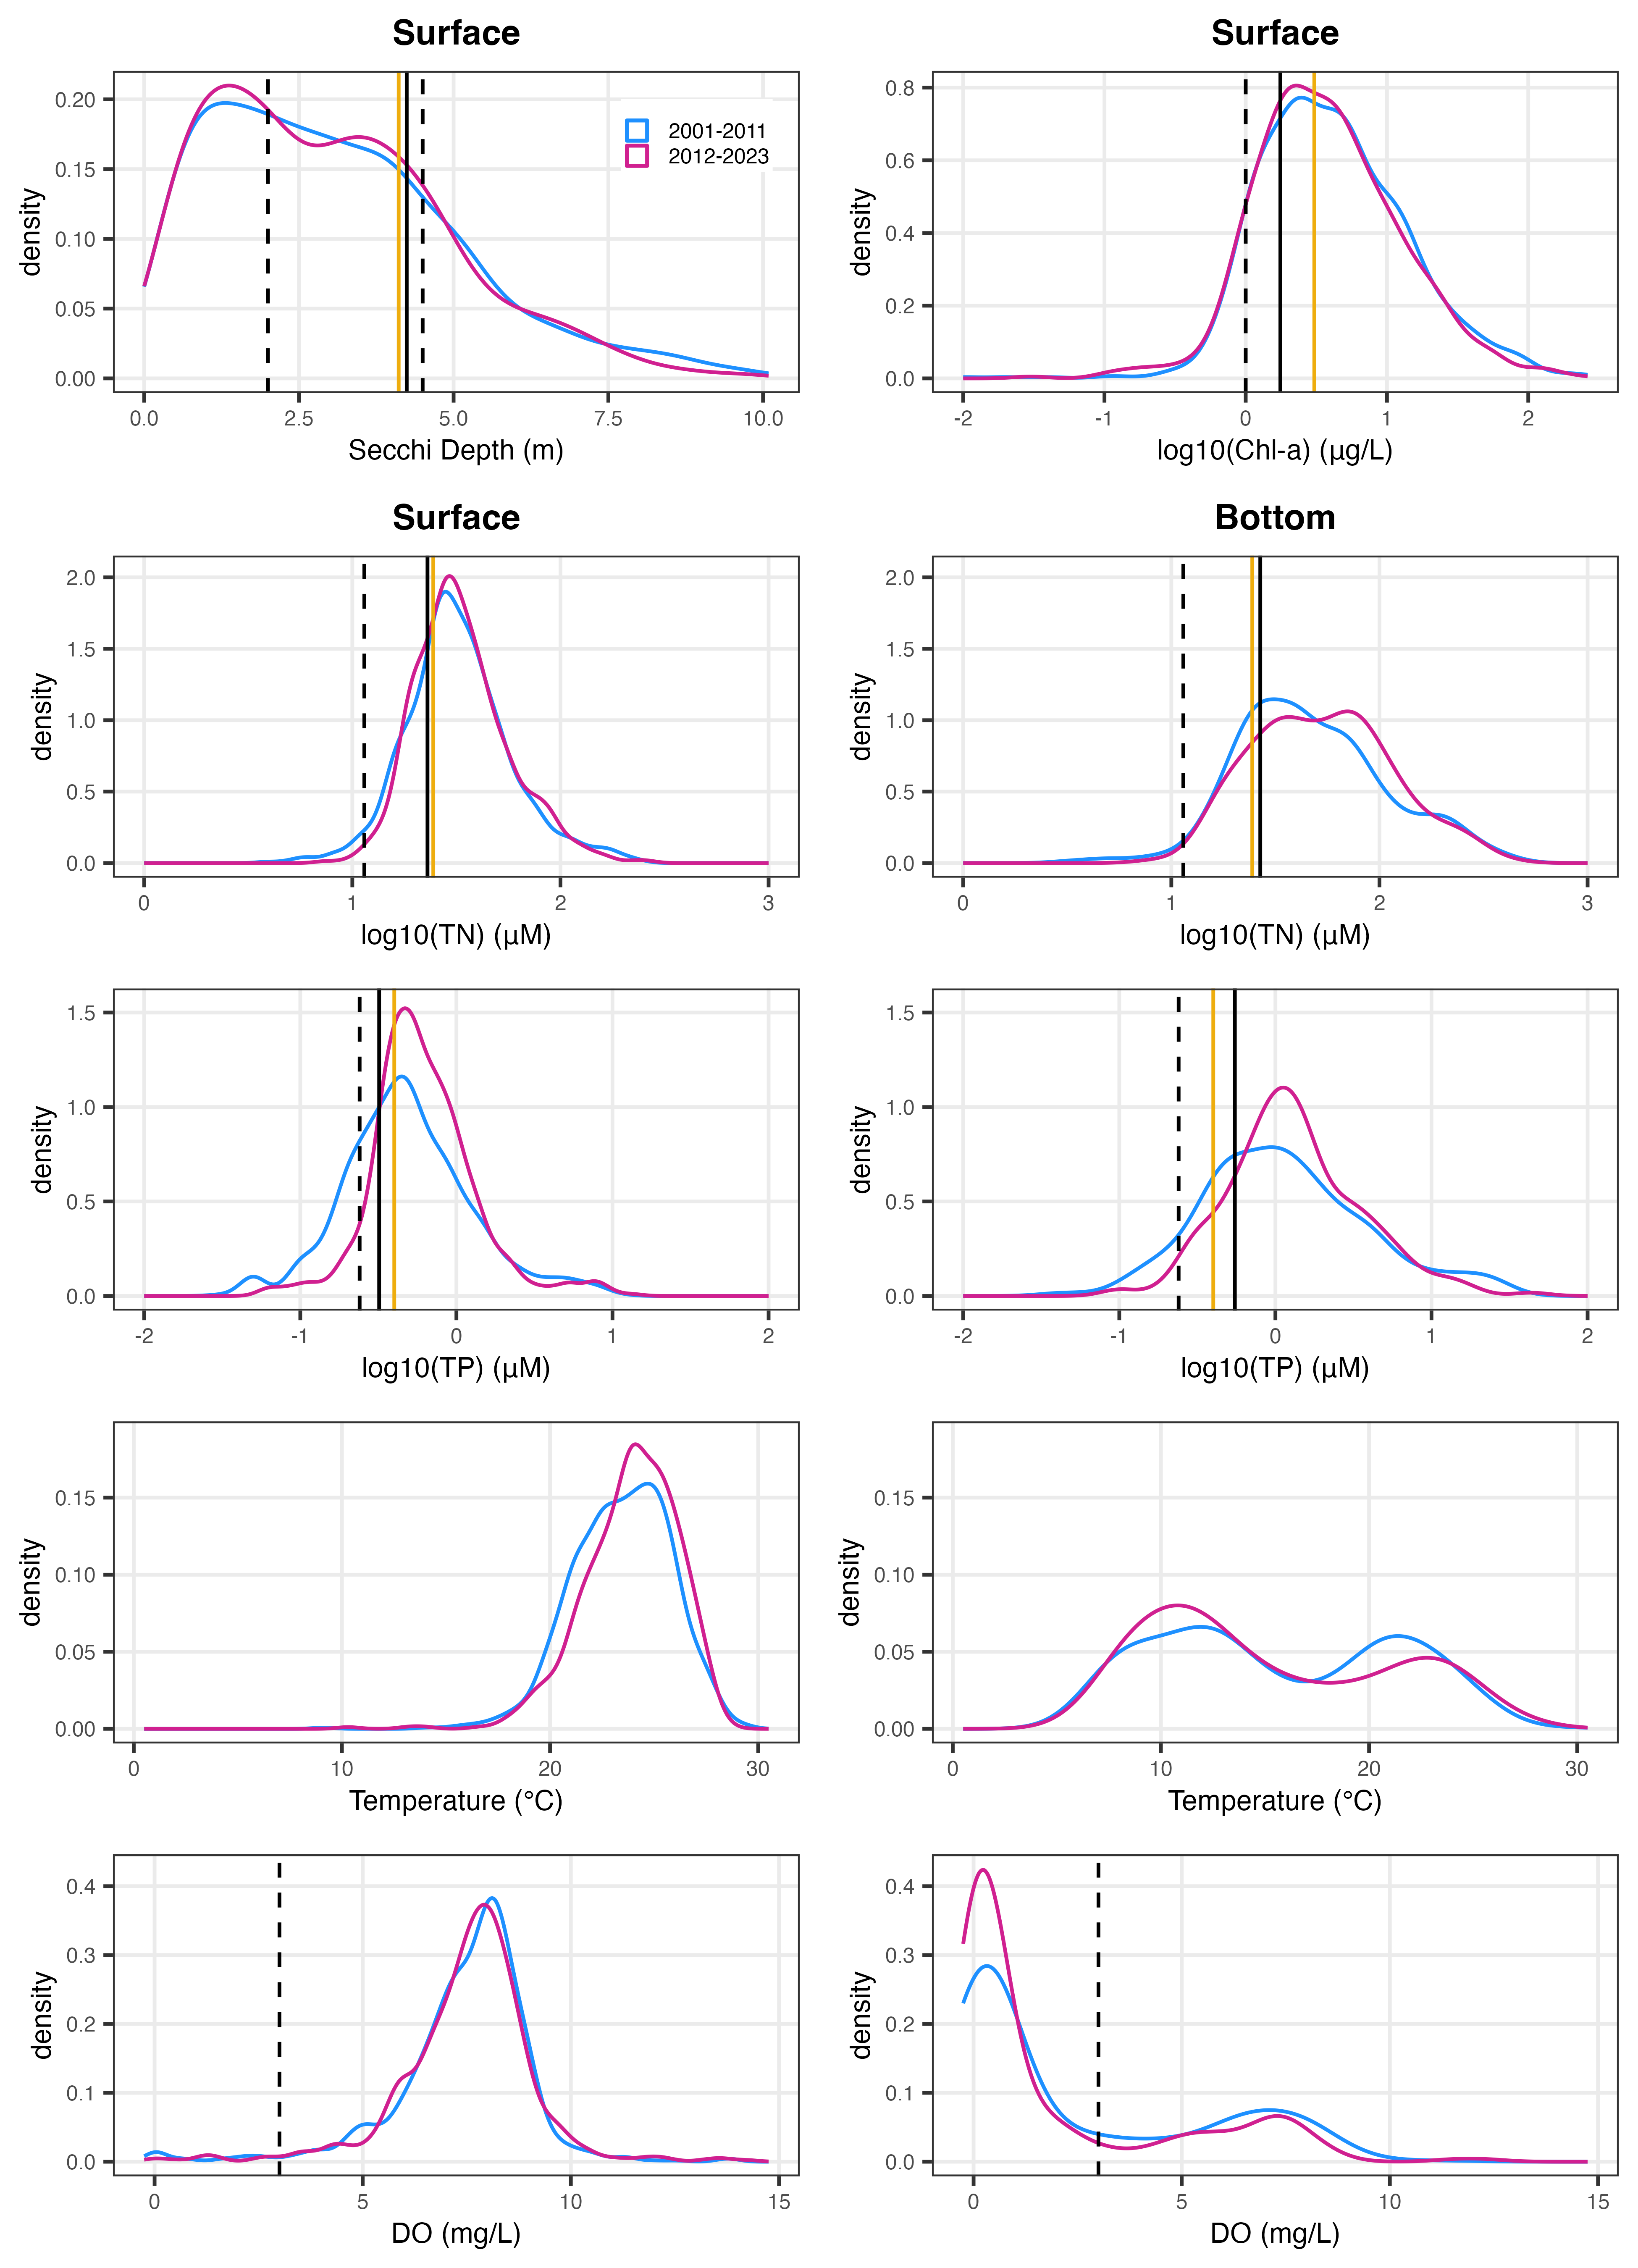 Surface
Surface
density
0.20
0.15
0.10
0.05
0.00
2001-2011
2012-2023
0.0 2.5 5.0 7.5 10.0
Secchi Depth (m)
density
0.8
0.6
0.4
0.2
0.0
-2 -1 0 1 2
log10(Chl-a) (µg/L)
Surface
Bottom
density
2.0
1.5
1.0
0.5
0.0
0 1 2 3
log10(TN) (µM)
density
2.0
1.5
1.0
0.5
0.0
0 1 2 3
log10(TN) (µM)
density
1.5
1.0
0.5
0.0
-2 -1 0 1 2
log10(TP) (µM)
density
1.5
1.0
0.5
0.0
-2 -1 0 1 2
log10(TP) (µM)
density
0.15
0.10
0.05
0.00
0 10 20 30
Temperature (°C)
density
0.15
0.10
0.05
0.00
0 10 20 30
Temperature (°C)
density
0.4
0.3
0.2
0.1
0.0
0 5 10 15
DO (mg/L)
density
0.4
0.3
0.2
0.1
0.0
0 5 10 15
DO (mg/L)